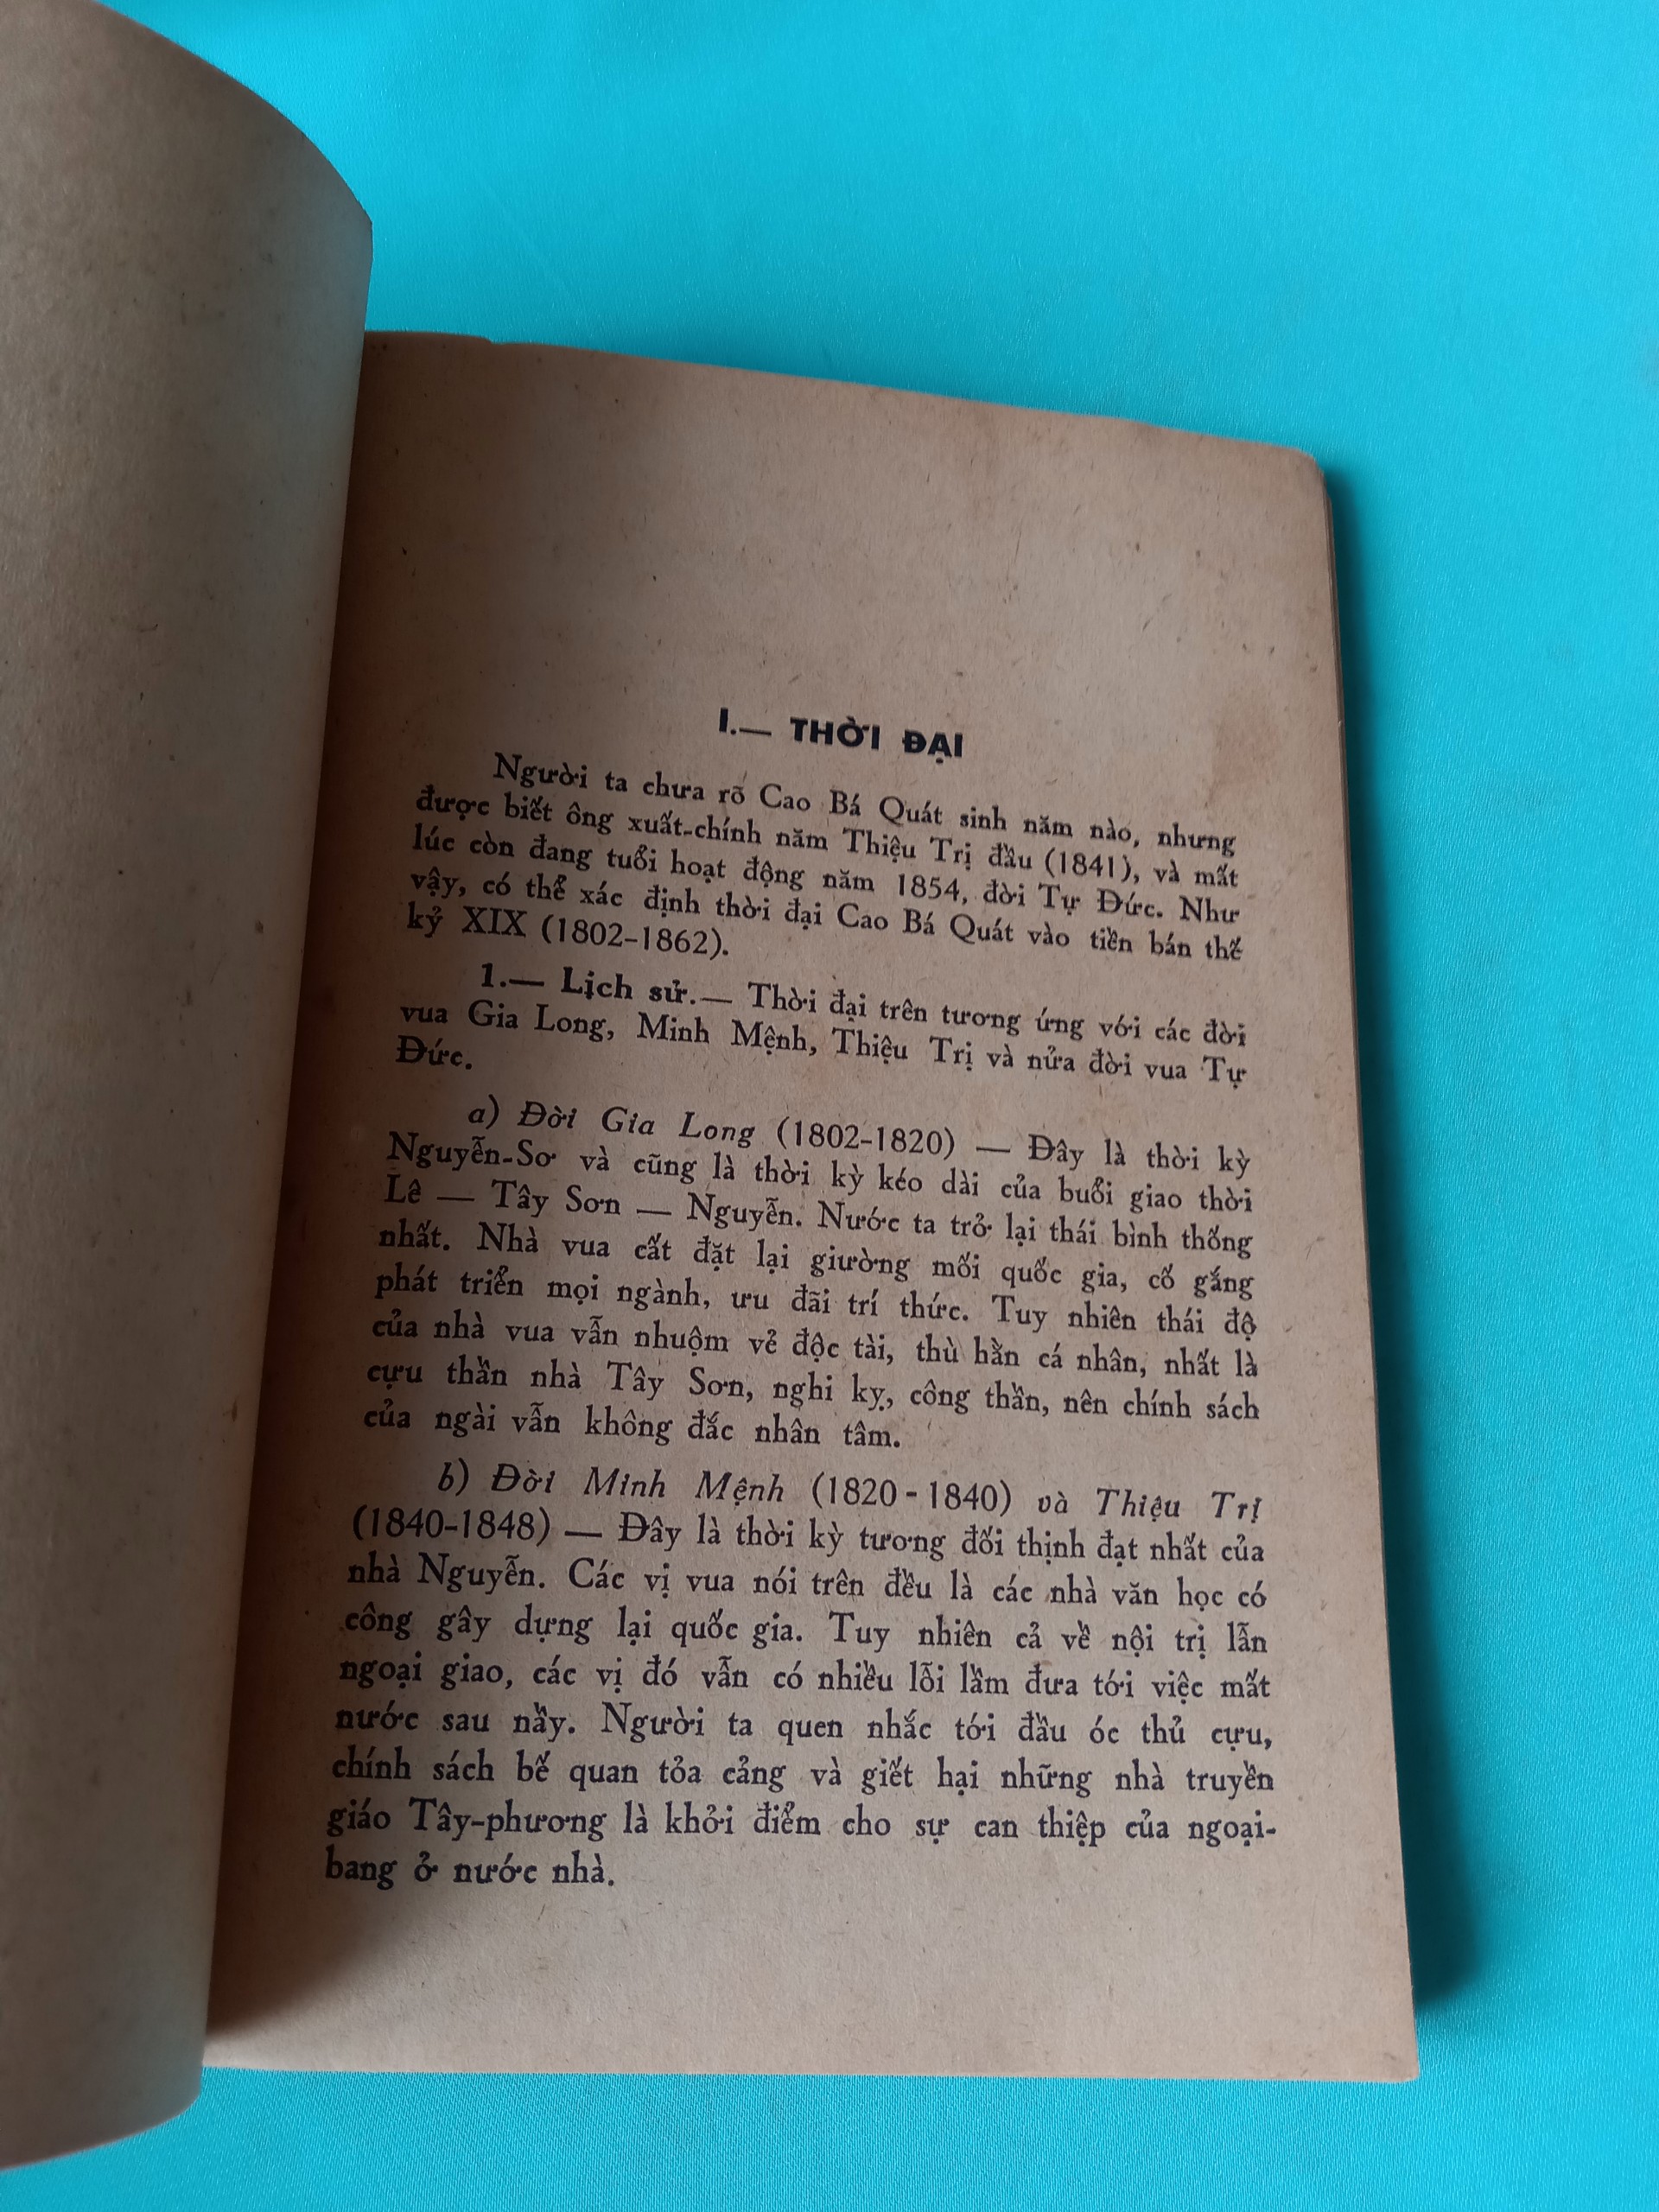 I.— THỜI ĐẠI
Người ta chưa rõ Cao Bá Quát sinh năm nào, nhưng
được biết ông xuất-chính năm Thiệu Trị đầu (1841), và mất
lúc còn đang tuổi hoạt động năm 1854, đời Tự Đức. Như
vậy, có thể xác định thời đại Cao Bá Quát vào tiền bán thế
kỷ XIX (1802-1862).
1.— Lịch sử.— Thời đại trên tương ứng với các đời
vua Gia Long, Minh Mệnh, Thiệu Trị và nửa đời vua Tự
Đức.
a) Đời Gia Long (1802-1820) — Đây là thời kỳ
Nguyễn-Sơ và cũng là thời kỳ kéo dài của buổi giao thời
Lê — Tây Sơn — Nguyễn. Nước ta trở lại thái bình thống
nhất. Nhà vua cất đặt lại giường mối quốc gia, cố gắng
phát triển mọi ngành, ưu đãi trí thức. Tuy nhiên thái độ
của nhà vua vẫn nhuộm vẻ độc tài, thù hằn cá nhân, nhất là
cựu thần nhà Tây Sơn, nghi kỵ, công thần, nên chính sách
của ngài vẫn không đắc nhân tâm.
b) Đời Minh Mệnh (1820 - 1840) và Thiệu Trị
(1840-1848) — Đây là thời kỳ tương đối thịnh đạt nhất của
nhà Nguyễn. Các vị vua nói trên đều là các nhà văn học có
công gây dựng lại quốc gia. Tuy nhiên cả về nội trị lẫn
ngoại giao, các vị đó vẫn có nhiều lỗi lầm đưa tới việc mất
nước sau nầy. Người ta quen nhắc tới đầu óc thủ cựu,
chính sách bế quan tỏa cảng và giết hại những nhà truyền
giáo Tây-phương là khởi điểm cho sự can thiệp của ngoại-
bang ở nước nhà.